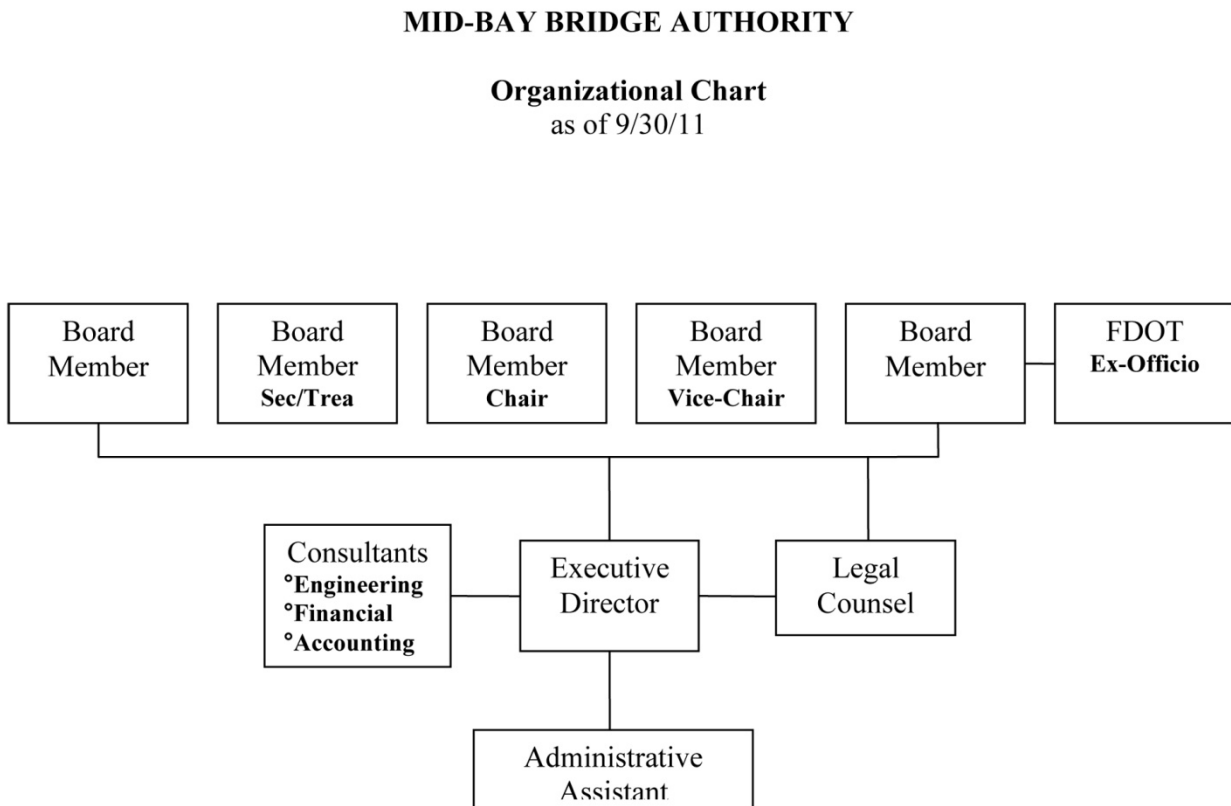 MID-BAY BRIDGE AUTHORITY
Organizational Chart
as of 9/30/11
Board
Member
Board
Member
Sec/Trea
Board
Member
Chair
Board
Member
Vice-Chair
Board
Member
FDOT
Ex-Officio
Consultants
°Engineering
°Financial
°Accounting
Executive
Director
Legal
Counsel
Administrative
Assistant